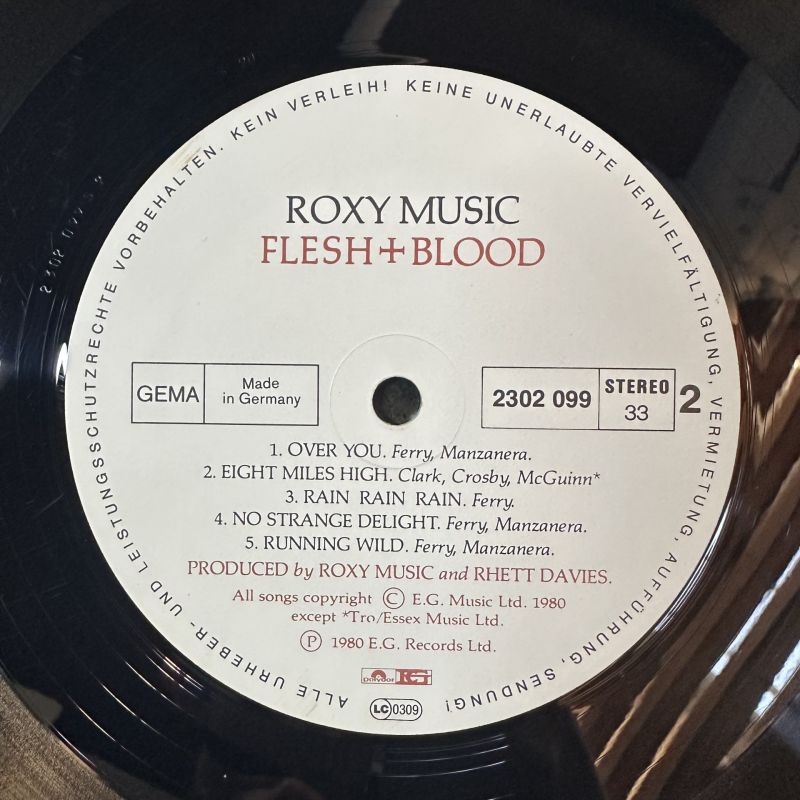 ALLE URHEBER- UND LEISTUNGSSCHUTZRECHTE VORBEHALTEN. KEIN VERLEIH! KEINE UNERLAUBTE VERVIELFÄLTIGUNG, VERMIETUNG, AUFFÜHRUNG, SENDUNG!
ROXY MUSIC
FLESH+BLOOD
GEMA
Made
in Germany
2302 099
STEREO
33
2
1. OVER YOU. Ferry, Manzanera.
2. EIGHT MILES HIGH. Clark, Crosby, McGuinn*
3. RAIN RAIN RAIN. Ferry.
4. NO STRANGE DELIGHT. Ferry, Manzanera.
5. RUNNING WILD. Ferry, Manzanera.
PRODUCED by ROXY MUSIC and RHETT DAVIES.
All songs copyright © E.G. Music Ltd. 1980
except *Tro/Essex Music Ltd.
℗ 1980 E.G. Records Ltd.
polydor EG
LC 0309